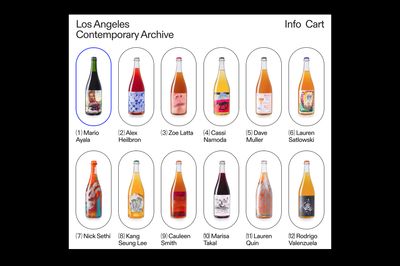 Los Angeles
Contemporary Archive
Info Cart
(1) Mario
Ayala
(2) Alex
Heilbron
(3) Zoe Latta
(4) Cassi
Namoda
(5) Dave
Muller
(6) Lauren
Satlowski
(7) Nick Sethi
(8) Kang
Seung Lee
(9) Cauleen
Smith
(10) Marisa
Takal
(11) Lauren
Quin
(12) Rodrigo
Valenzuela